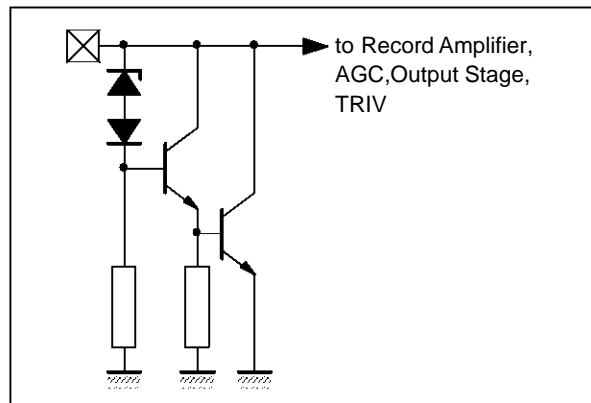 to Record Amplifier,
AGC,Output Stage,
TRIV